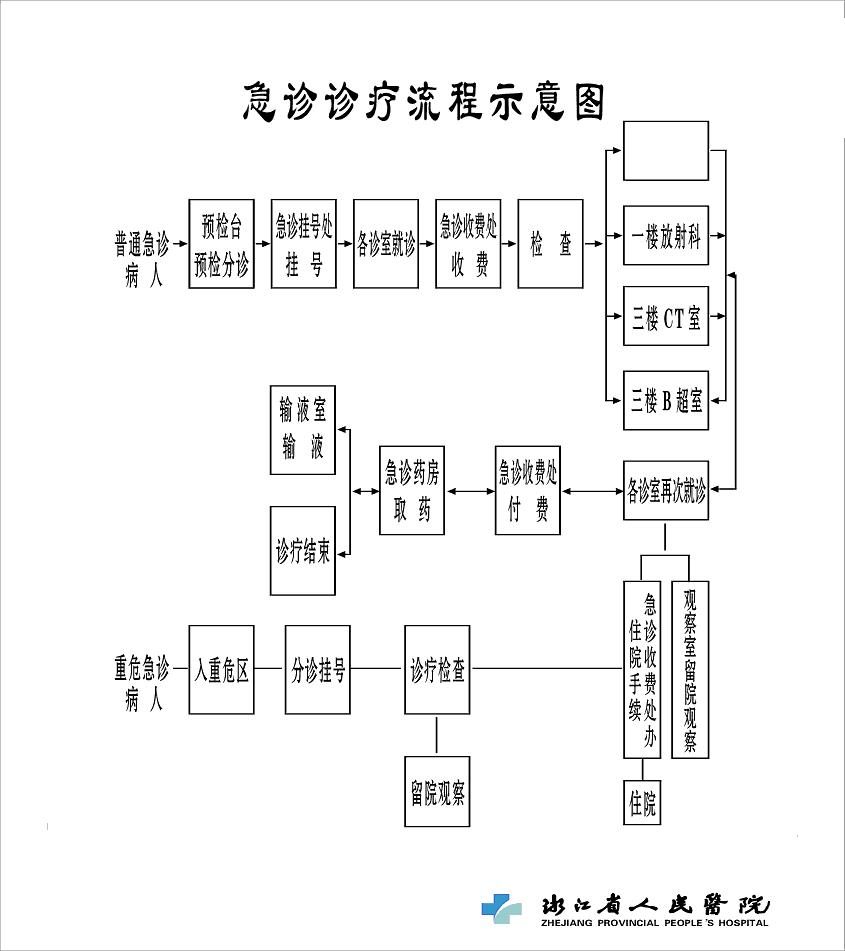 急诊诊疗流程示意图
普通急诊
病 人
预检台
预检分诊
急诊挂号处
挂 号
各诊室就诊
急诊收费处
收 费
检 查
一楼放射科
三楼 CT 室
三楼 B 超室
输液室
输 液
诊疗结束
急诊药房
取 药
急诊收费处
付 费
各诊室再次就诊
重危急诊
病 人
入重危区
分诊挂号
诊疗检查
留院观察
急诊收费处办
住院手续
观察室留院观察
住院
浙江省人民醫院
ZHEJIANG PROVINCIAL PEOPLE'S HOSPITAL